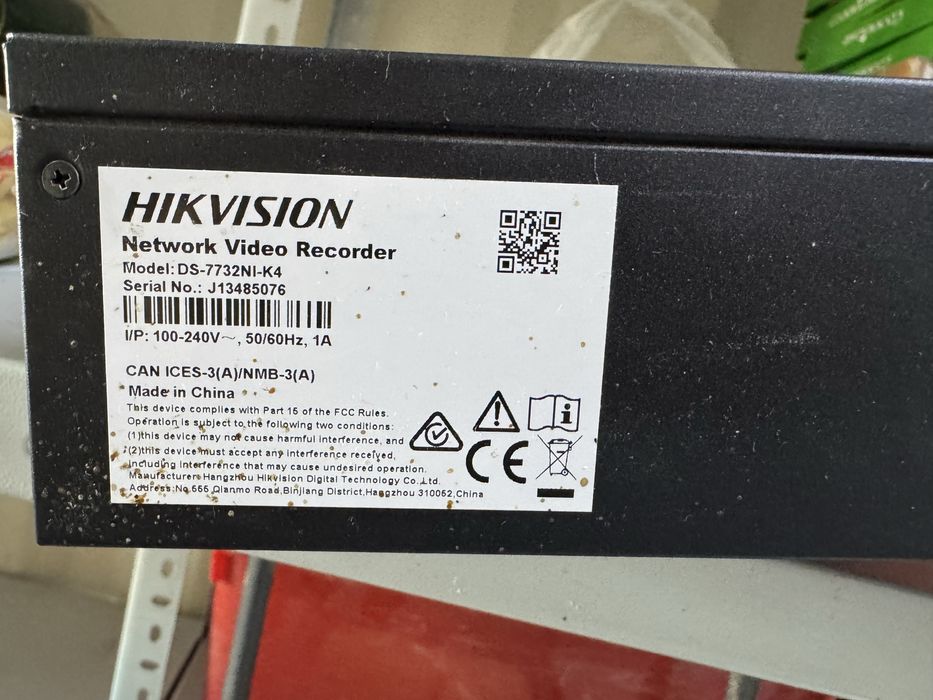 HIKVISION
Network Video Recorder
Model: DS-7732NI-K4
Serial No.: J13485076
I/P: 100-240V～, 50/60Hz, 1A
CAN ICES-3(A)/NMB-3(A)
Made in China
This device complies with Part 15 of the FCC Rules.
Operation is subject to the following two conditions:
(1)this device may not cause harmful interference, and
(2)this device must accept interference received,
including interference that may cause undesired operation.
Manufacturer: Hangzhou Hikvision Digital Technology Co.,Ltd.
Address: No.555 Qianmo Road,Binjiang District,Hangzhou 310052,China
CE